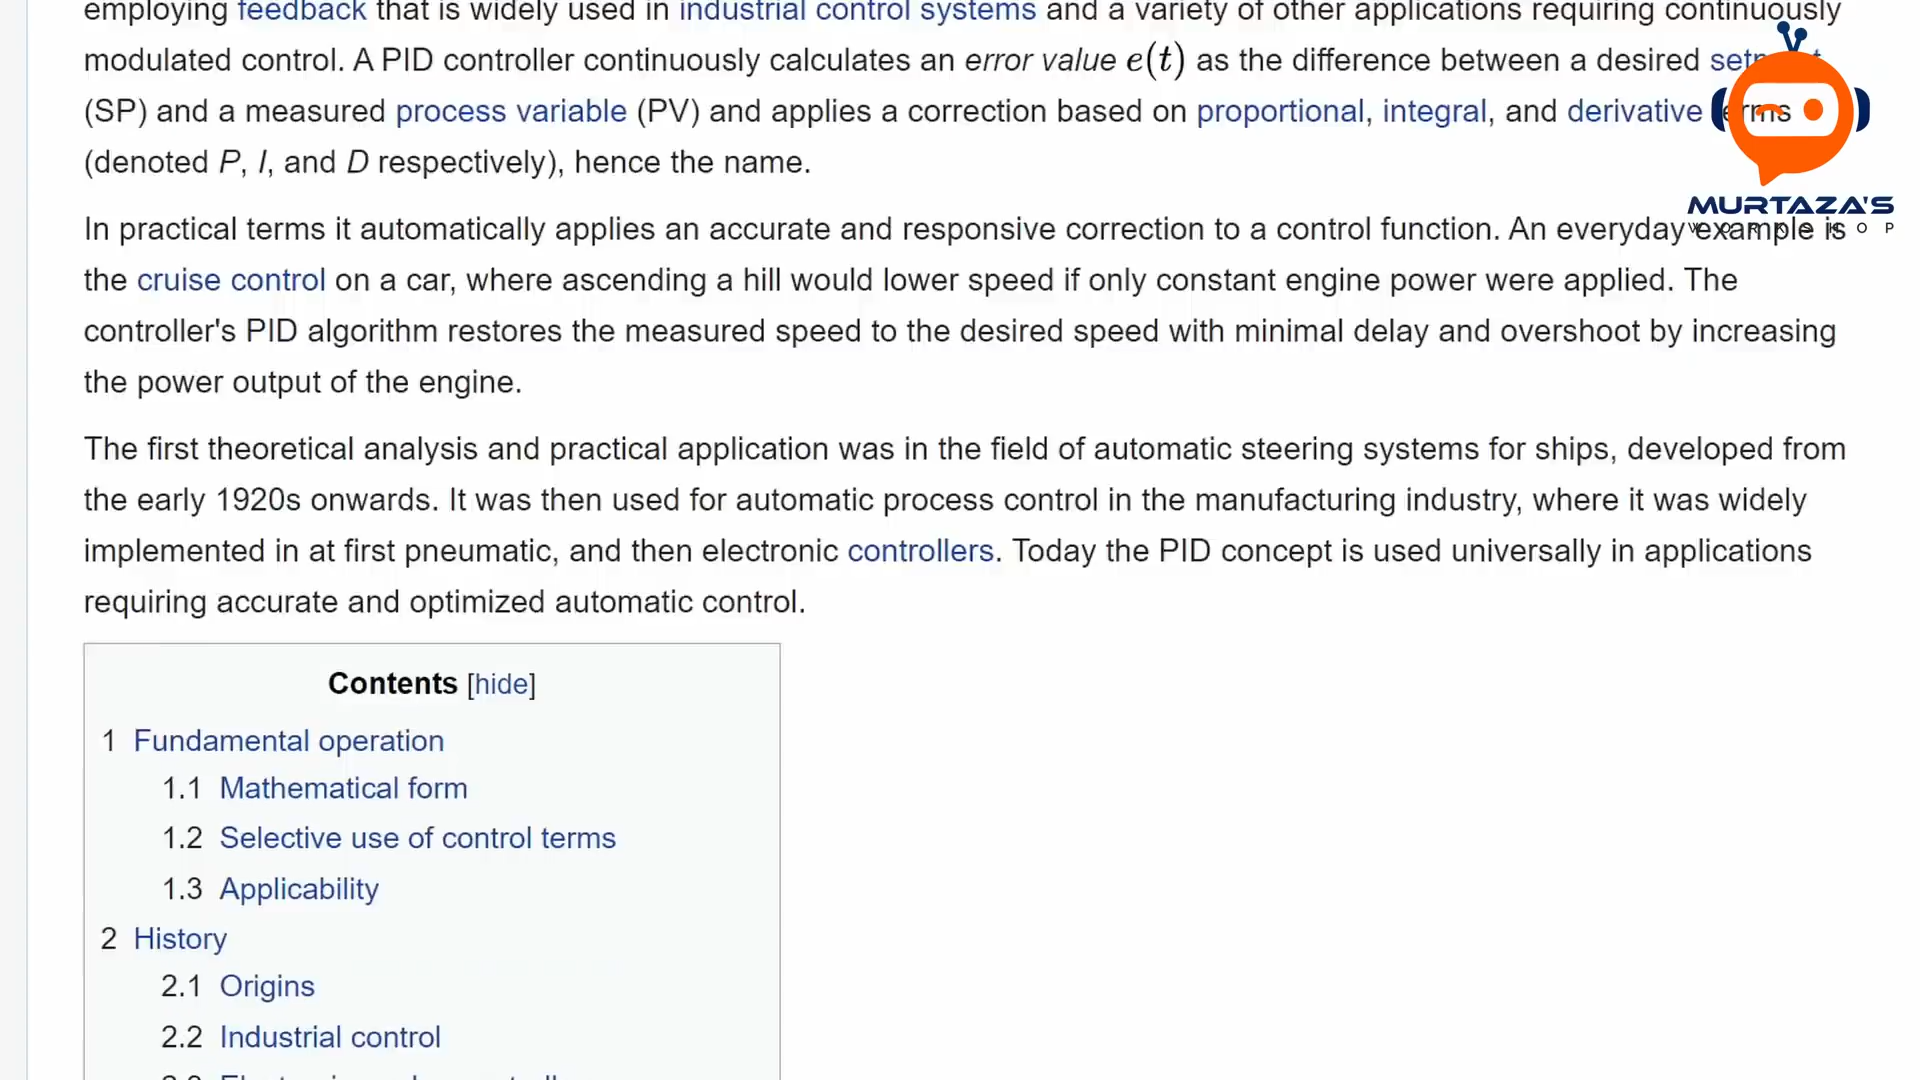 employing feedback that is widely used in industrial control systems and a variety of other applications requiring continuously
modulated control. A PID controller continuously calculates an error value e(t) as the difference between a desired
(SP) and a measured process variable (PV) and applies a correction based on proportional, integral, and derivative
(denoted P, I, and D respectively), hence the name.
MURTAZA'S
In practical terms it automatically applies an accurate and responsive correction to a control function. An everyday example is
the cruise control on a car, where ascending a hill would lower speed if only constant engine power were applied. The
controller's PID algorithm restores the measured speed to the desired speed with minimal delay and overshoot by increasing
the power output of the engine.
The first theoretical analysis and practical application was in the field of automatic steering systems for ships, developed from
the early 1920s onwards. It was then used for automatic process control in the manufacturing industry, where it was widely
implemented in at first pneumatic, and then electronic controllers. Today the PID concept is used universally in applications
requiring accurate and optimized automatic control.
Contents [hide]
1 Fundamental operation
1.1 Mathematical form
1.2 Selective use of control terms
1.3 Applicability
2 History
2.1 Origins
2.2 Industrial control